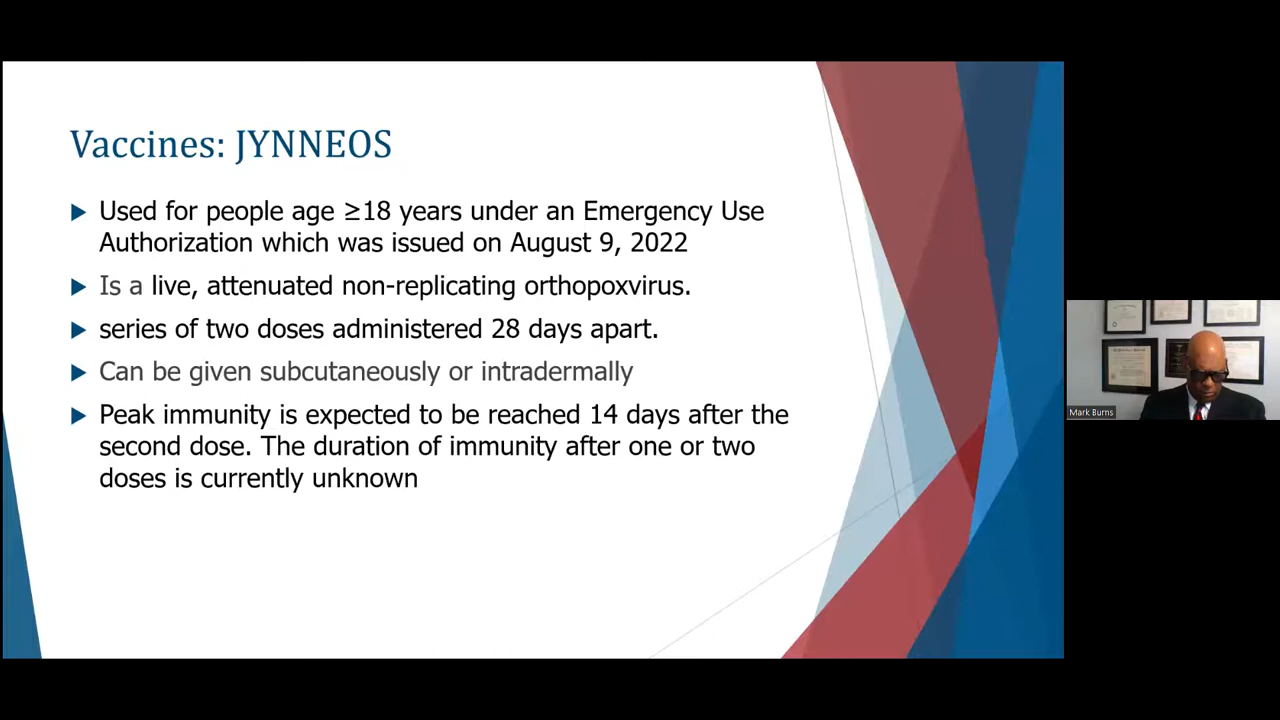 Vaccines: JYNNEOS
Used for people age ≥18 years under an Emergency Use
Authorization which was issued on August 9, 2022
Is a live, attenuated non-replicating orthopoxvirus.
series of two doses administered 28 days apart.
Can be given subcutaneously or intradermally
Peak immunity is expected to be reached 14 days after the
second dose. The duration of immunity after one or two
doses is currently unknown
Mark Burns